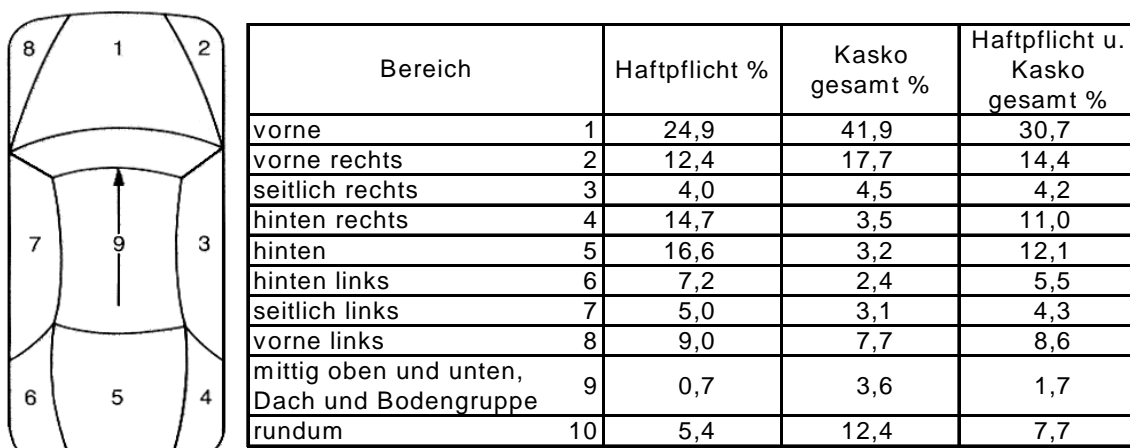 8 1 2
7 9 3
6 5 4
Bereich Haftpflicht % Kasko gesamt % Haftpflicht u. Kasko gesamt %
vorne 1 24,9 41,9 30,7
vorne rechts 2 12,4 17,7 14,4
seitlich rechts 3 4,0 4,5 4,2
hinten rechts 4 14,7 3,5 11,0
hinten 5 16,6 3,2 12,1
hinten links 6 7,2 2,4 5,5
seitlich links 7 5,0 3,1 4,3
vorne links 8 9,0 7,7 8,6
mittig oben und unten,
Dach und Bodengruppe 9 0,7 3,6 1,7
rundum 10 5,4 12,4 7,7